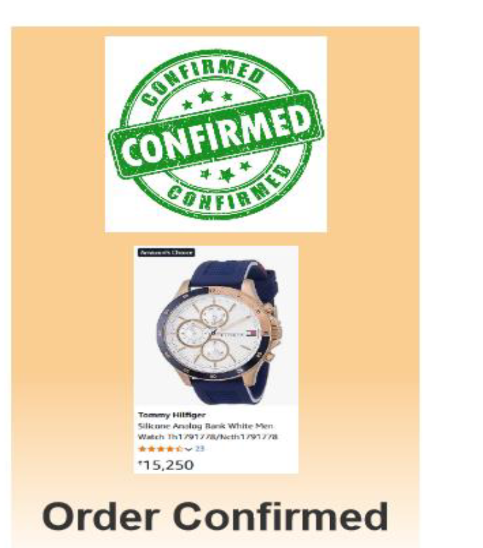 CONFIRMED
CONFIRMED
CONFIRMED
Amazon's Choice
Tommy Hilfiger
Silicone Analog Bank White Men
Watch Th1791778/Ncth1791778
23
₹15,250
Order Confirmed